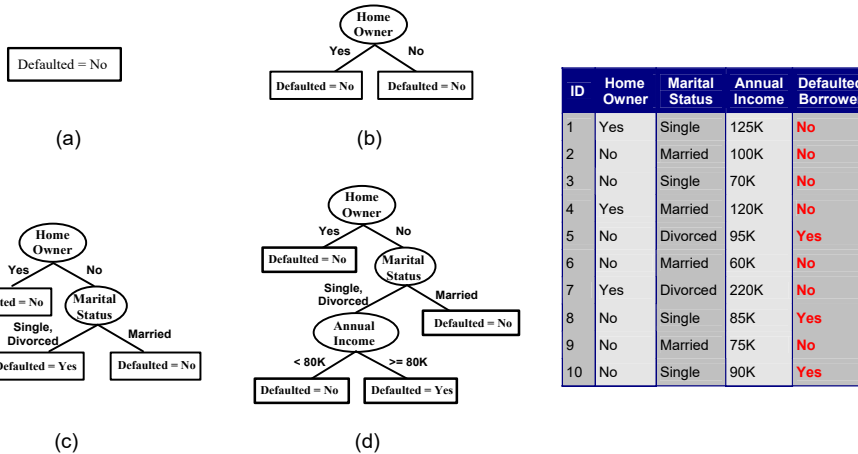 Defaulted = No
(a)
Home
Owner
Yes No
Defaulted = No Defaulted = No
(b)
Home
Owner
Yes No
ted = No
Marital
Status
Single,
Divorced
Married
Defaulted = Yes Defaulted = No
(c)
Home
Owner
Yes No
Defaulted = No
Marital
Status
Single,
Divorced
Married
Annual
Income
Defaulted = No
< 80K >= 80K
Defaulted = No Defaulted = Yes
(d)
ID Home Owner Marital Status Annual Income Defaulted Borrowe
1 Yes Single 125K No
2 No Married 100K No
3 No Single 70K No
4 Yes Married 120K No
5 No Divorced 95K Yes
6 No Married 60K No
7 Yes Divorced 220K No
8 No Single 85K Yes
9 No Married 75K No
10 No Single 90K Yes